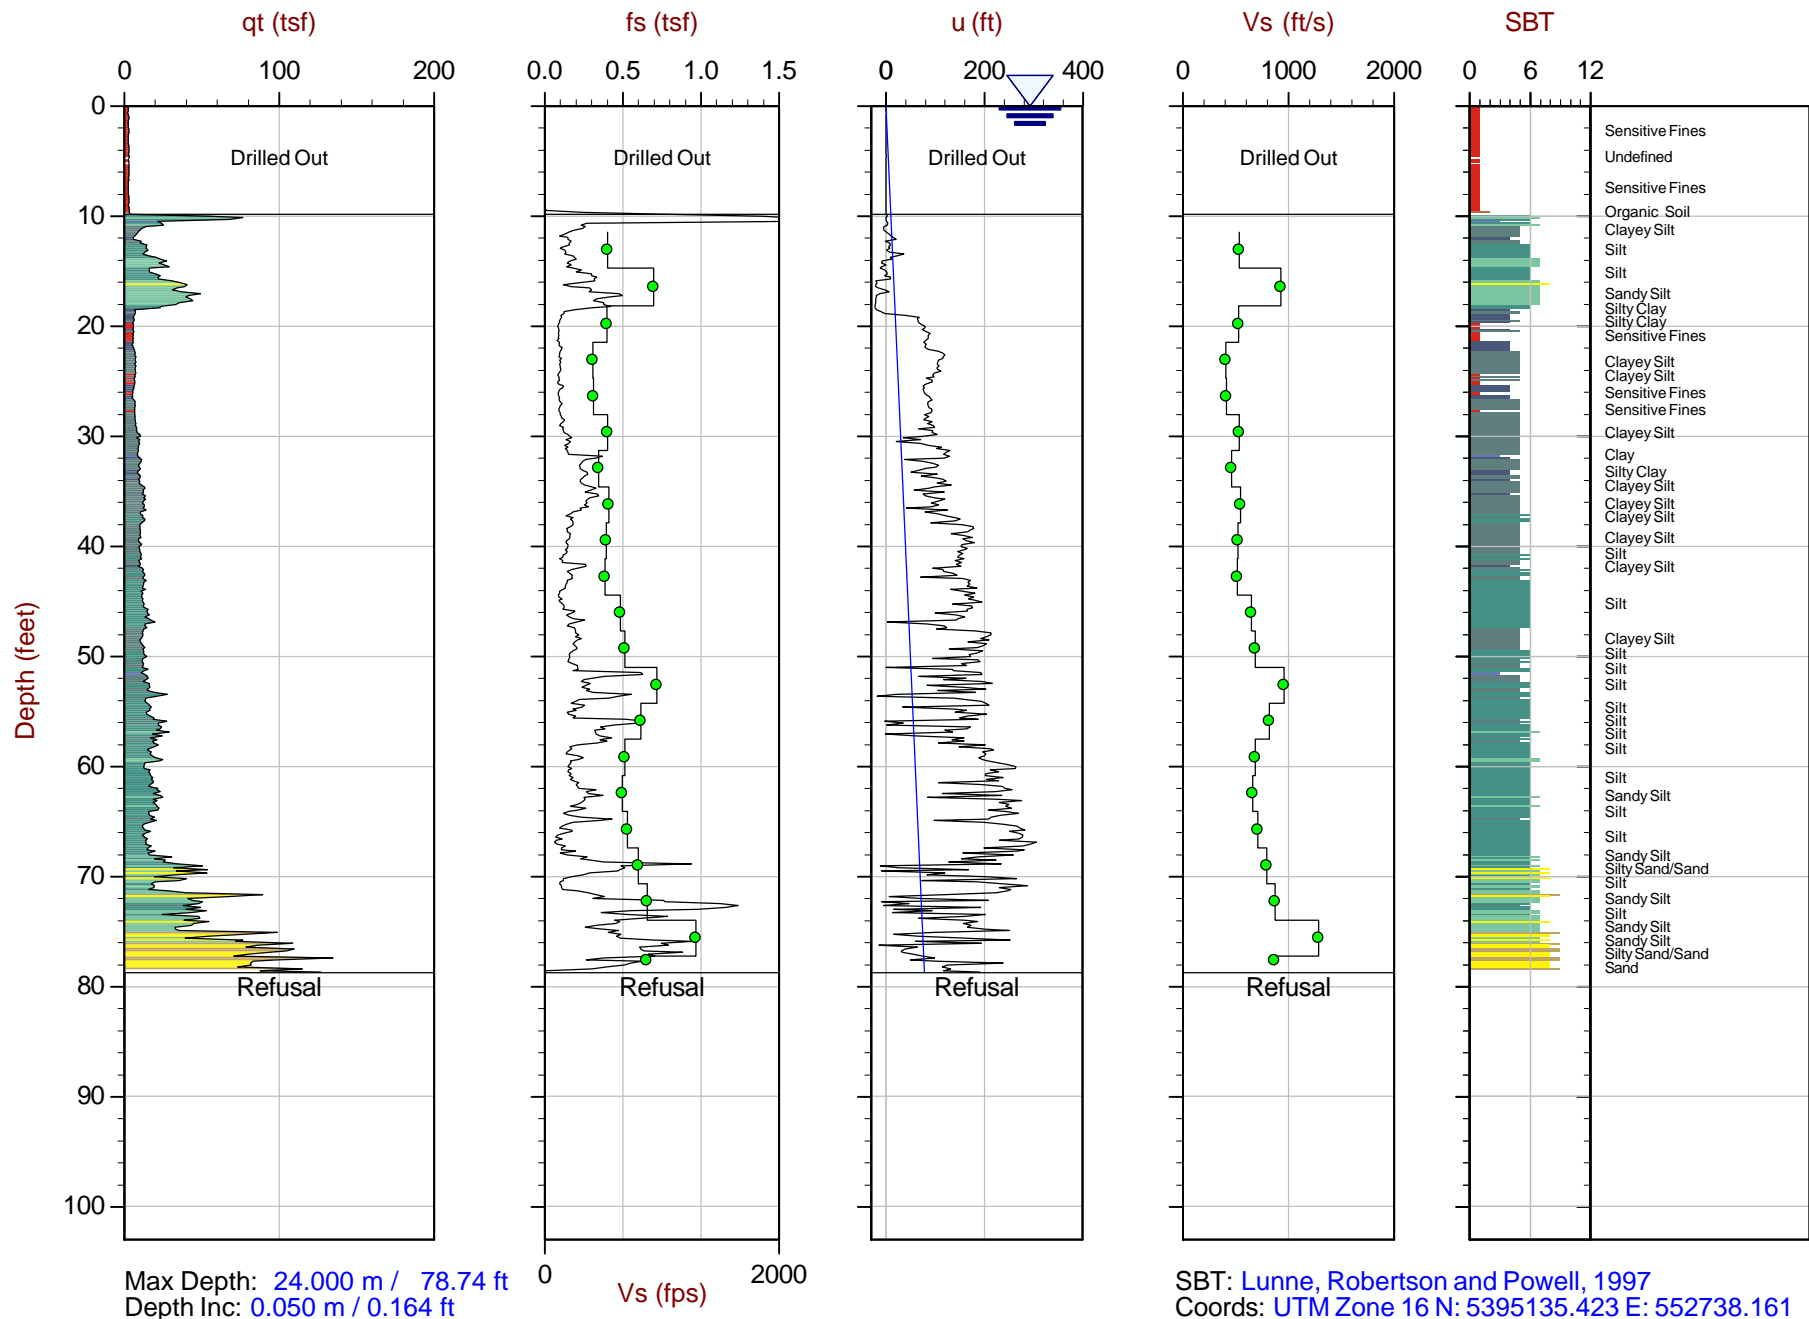 qt (tsf)
fs (tsf)
u (ft)
Vs (ft/s)
SBT
0 100 200
0.0 0.5 1.0 1.5
0 200 400
0 1000 2000
0 6 12
Depth (feet)
0
10
20
30
40
50
60
70
80
90
100
Drilled Out
Drilled Out
Drilled Out
Drilled Out
Refusal
Refusal
Refusal
Refusal
Sensitive Fines
Undefined
Sensitive Fines
Organic Soil
Clayey Silt
Silt
Silt
Sandy Silt
Silty Clay
Silty Clay
Sensitive Fines
Clayey Silt
Clayey Silt
Sensitive Fines
Sensitive Fines
Clayey Silt
Clay
Silty Clay
Clayey Silt
Clayey Silt
Clayey Silt
Clayey Silt
Silt
Clayey Silt
Silt
Clayey Silt
Silt
Silt
Silt
Silt
Silt
Silt
Silt
Silt
Sandy Silt
Silt
Silt
Sandy Silt
Silty Sand/Sand
Silt
Sandy Silt
Silt
Sandy Silt
Sandy Silt
Silty Sand/Sand
Sand
0 2000
Vs (fps)
Max Depth: 24.000 m / 78.74 ft
Depth Inc: 0.050 m / 0.164 ft
SBT: Lunne, Robertson and Powell, 1997
Coords: UTM Zone 16 N: 5395135.423 E: 552738.161